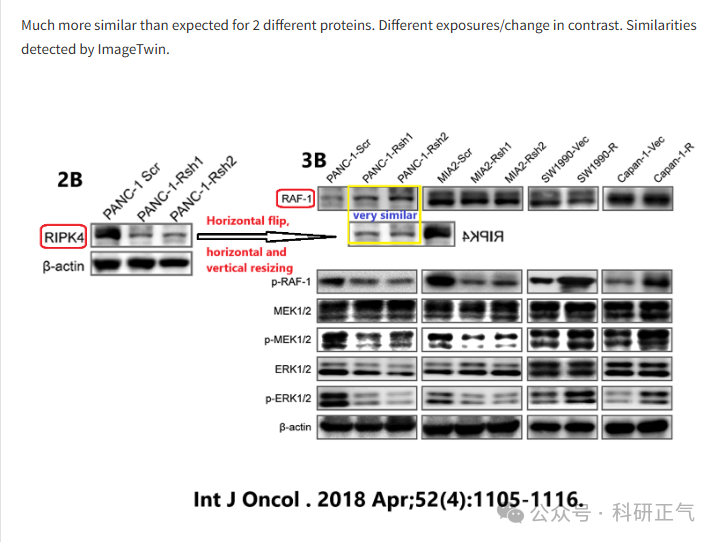 Much more similar than expected for 2 different proteins. Different exposures/change in contrast. Similarities
detected by ImageTwin.
2B
PANC-1 Scr
PANC-1-Rsh1
PANC-1-Rsh2
RIPK4
β-actin
Horizontal flip,
horizontal and
vertical resizing
3B
PANC-1-Scr
PANC-1-Rsh1
PANC-1-Rsh2
MIA2-Scr
MIA2-Rsh1
MIA2-Rsh2
SW1990-Vec
SW1990-R
Capan-1-Vec
Capan-1-R
RAF-1
very similar
RIPK4
p-RAF-1
MEK1/2
p-MEK1/2
ERK1/2
p-ERK1/2
β-actin
Int J Oncol . 2018 Apr;52(4):1105-1116.
公众号 · 科研正气